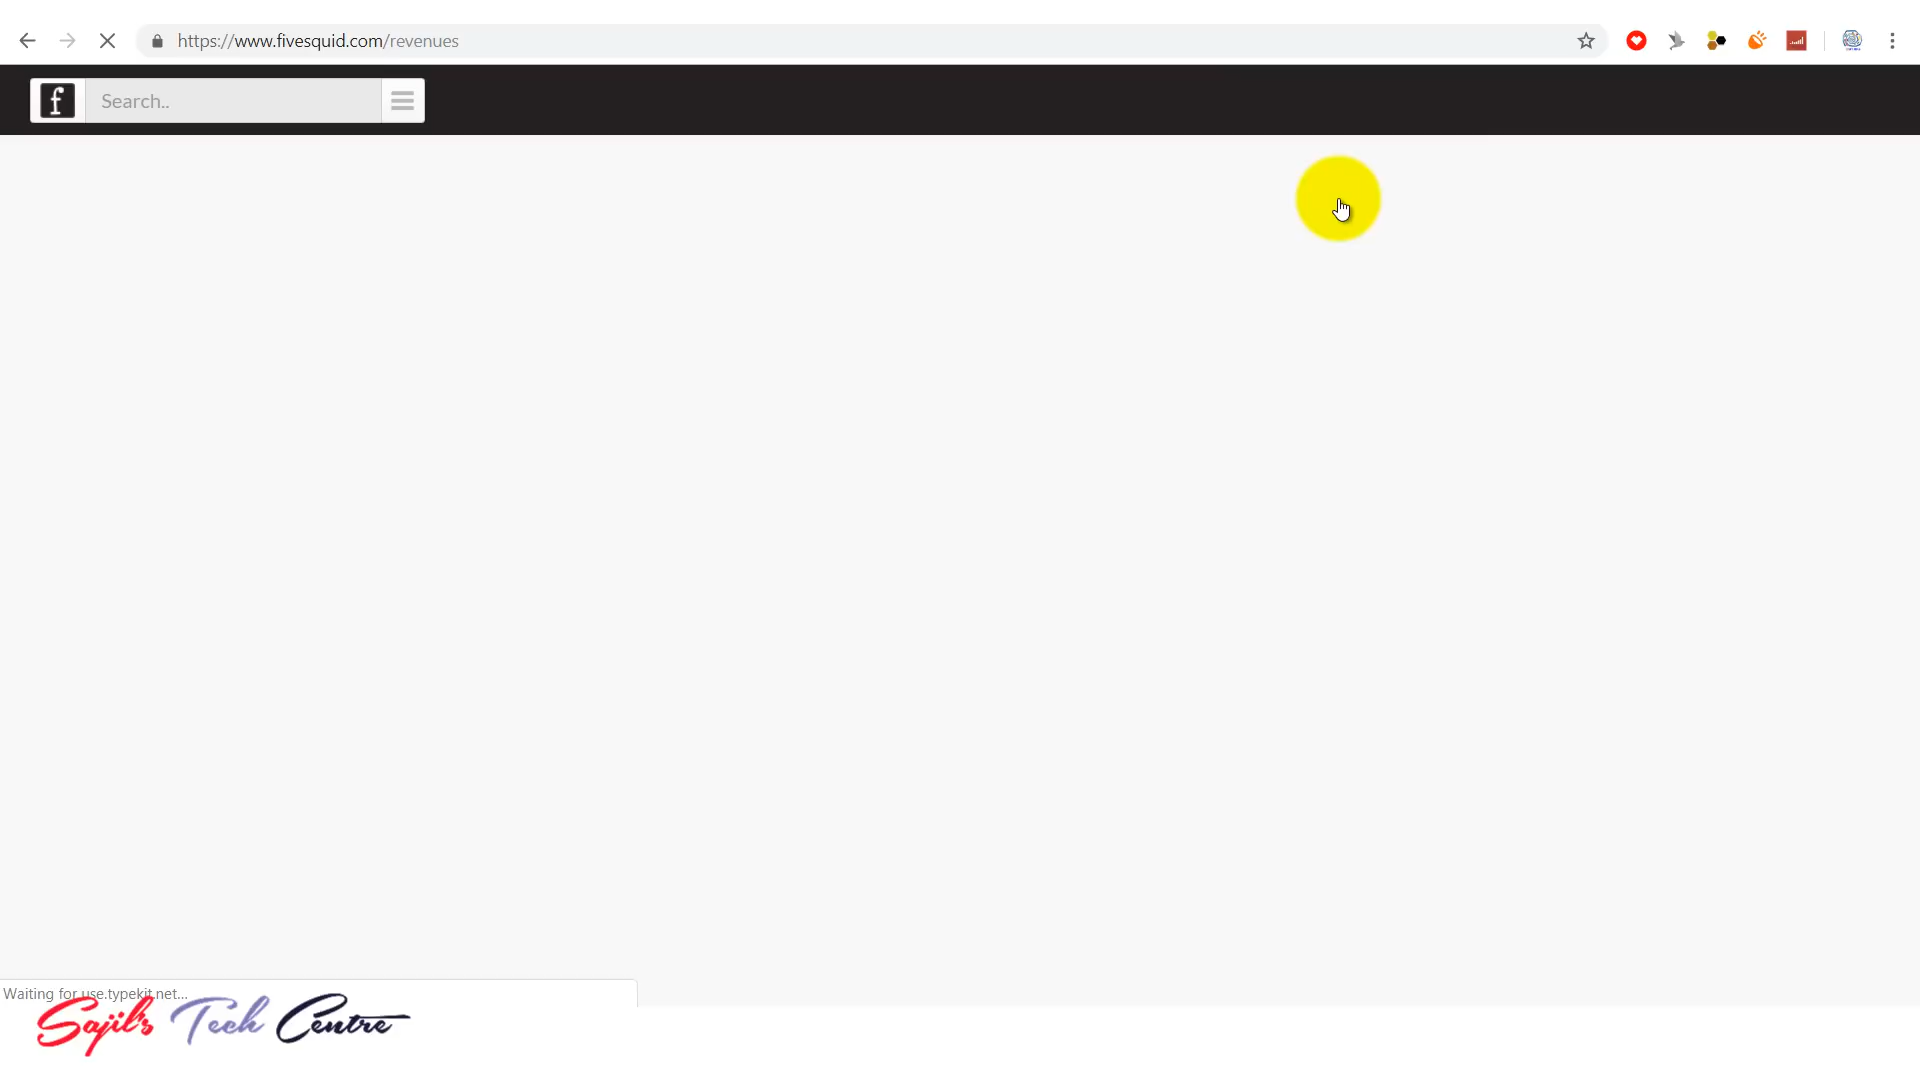 https://www.fivesquid.com/revenues
f
Search..
Waiting for use.typekit.net...
Sajil's Tech Centre